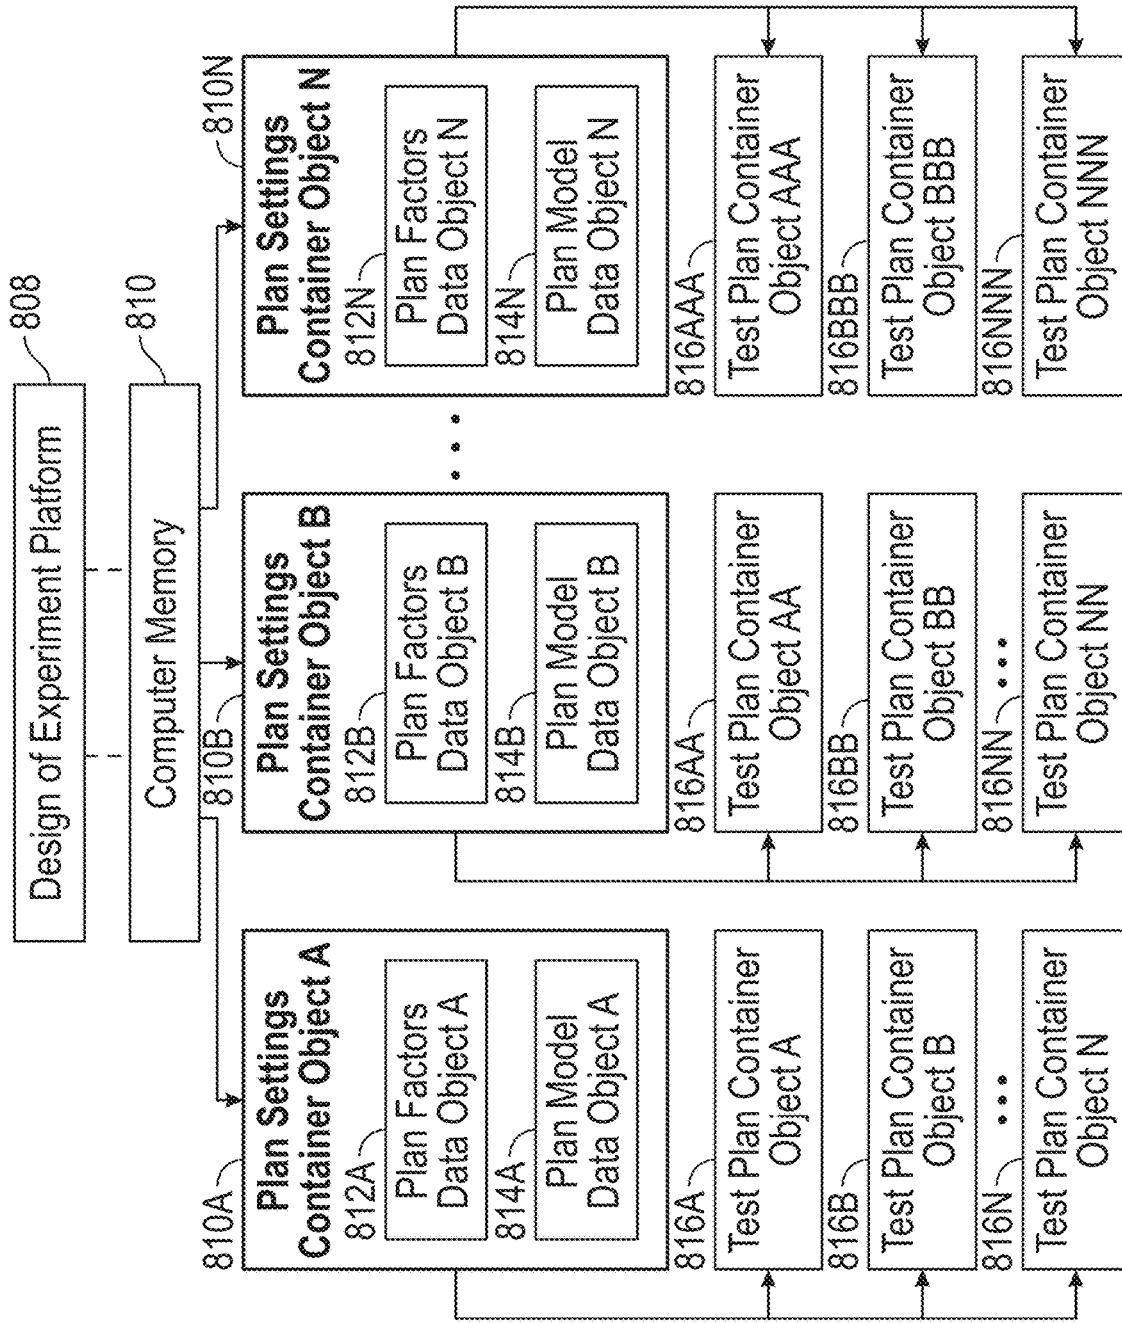 Design of Experiment Platform
808
Computer Memory
810
810A
Plan Settings
Container Object A
812A
Plan Factors
Data Object A
814A
Plan Model
Data Object A
816A
Test Plan Container
Object A
816B
Test Plan Container
Object B
816N
Test Plan Container
Object N
810B
Plan Settings
Container Object B
812B
Plan Factors
Data Object B
814B
Plan Model
Data Object B
816AA
Test Plan Container
Object AA
816BB
Test Plan Container
Object BB
816NN
Test Plan Container
Object NN
810N
Plan Settings
Container Object N
812N
Plan Factors
Data Object N
814N
Plan Model
Data Object N
816AAA
Test Plan Container
Object AAA
816BBB
Test Plan Container
Object BBB
816NNN
Test Plan Container
Object NNN